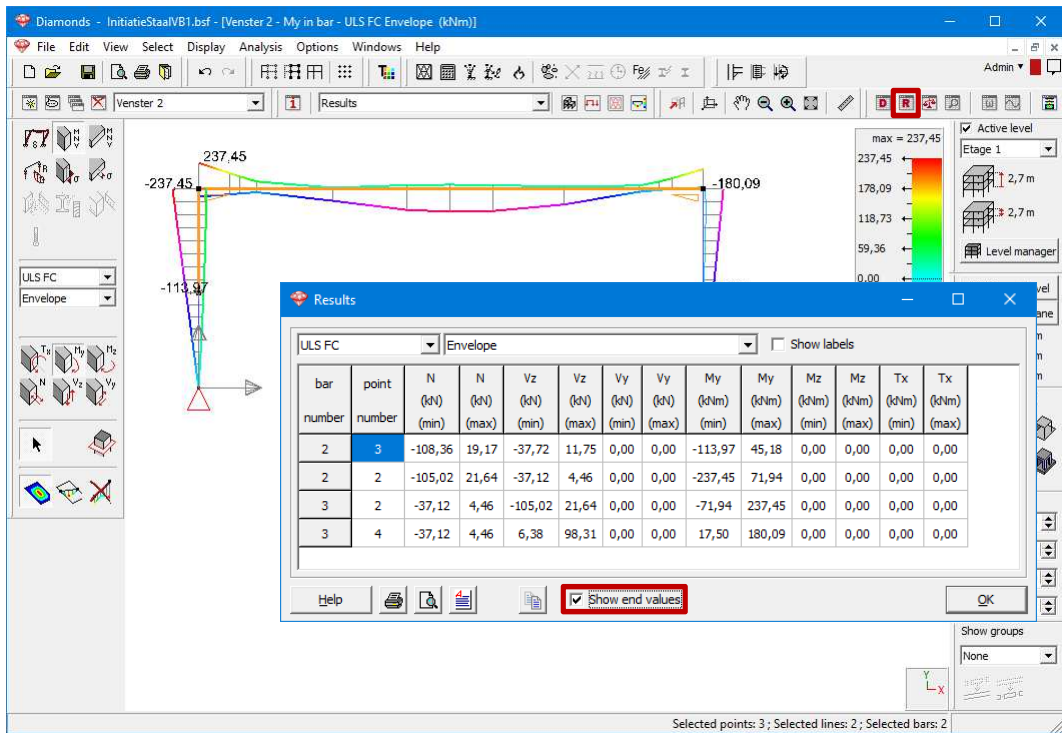 Diamonds - InitiatieStaalVB1.bsf - [Venster 2 - My in bar - ULS FC Envelope (kNm)]
File Edit View Select Display Analysis Options Windows Help
Admin
Venster 2 1 Results D R
Active level
Etage 1
2,7 m
2,7 m
Level manager
max = 237,45
237,45
178,09
118,73
59,36
0,00
237,45
-237,45
-180,09
-113,97
ULS FC
Envelope
Tx My Mz
N Vz Vy
Results
ULS FC Envelope Show labels
bar point N N Vz Vz Vy Vy My My Mz Mz Tx Tx
(kN) (kN) (kN) (kN) (kN) (kN) (kNm) (kNm) (kNm) (kNm) (kNm) (kNm)
number number (min) (max) (min) (max) (min) (max) (min) (max) (min) (max) (min) (max)
2 3 -108,36 19,17 -37,72 11,75 0,00 0,00 -113,97 45,18 0,00 0,00 0,00 0,00
2 2 -105,02 21,64 -37,12 4,46 0,00 0,00 -237,45 71,94 0,00 0,00 0,00 0,00
3 2 -37,12 4,46 -105,02 21,64 0,00 0,00 -71,94 237,45 0,00 0,00 0,00 0,00
3 4 -37,12 4,46 6,38 98,31 0,00 0,00 17,50 180,09 0,00 0,00 0,00 0,00
Help Show end values OK
Show groups
None
Y
X
Selected points: 3 ; Selected lines: 2 ; Selected bars: 2